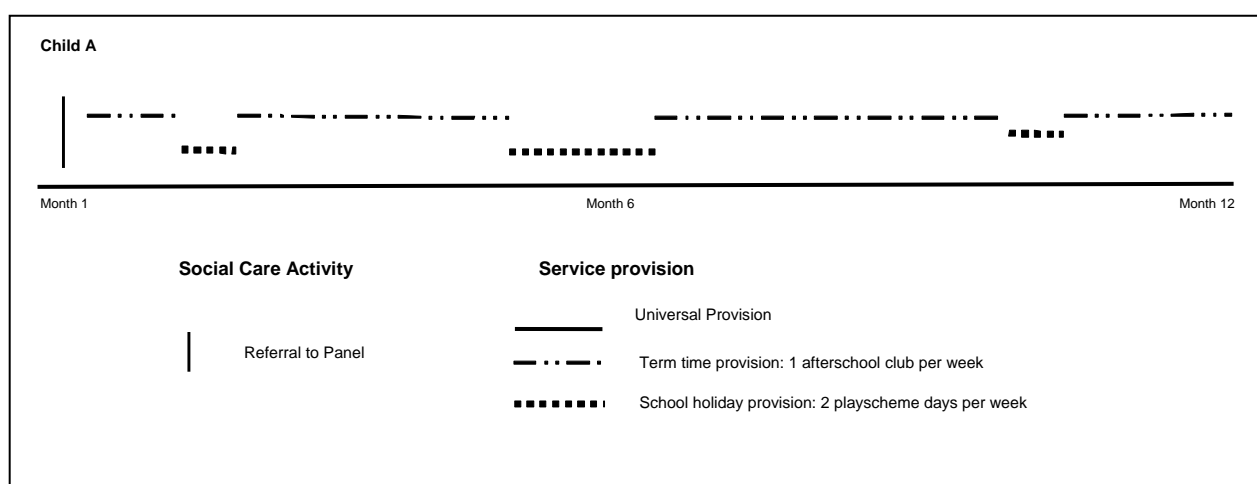 Child A
Month 1 Month 6 Month 12
Social Care Activity Service provision
Universal Provision
Referral to Panel
Term time provision: 1 afterschool club per week
School holiday provision: 2 playscheme days per week